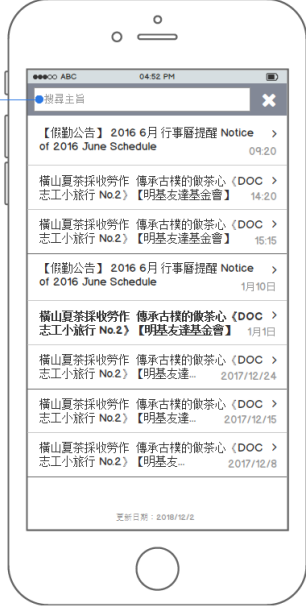 ABC 04:52 PM
搜尋主旨
【假勤公告】 2016 6月 行事曆提醒 Notice
of 2016 June Schedule
09:20
橫山夏茶採收勞作 傳承古樸的做茶心《DOC
志工小旅行 No.2》【明基友達基金會】 14:20
橫山夏茶採收勞作 傳承古樸的做茶心《DOC
志工小旅行 No.2》【明基友達基金會】 15:15
【假勤公告】 2016 6月 行事曆提醒 Notice
of 2016 June Schedule
1月10日
橫山夏茶採收勞作 傳承古樸的做茶心《DOC
志工小旅行 No.2》【明基友達基金會】 1月1日
橫山夏茶採收勞作 傳承古樸的做茶心《DOC
志工小旅行 No.2》【明基友達... 2017/12/24
橫山夏茶採收勞作 傳承古樸的做茶心《DOC
志工小旅行 No.2》【明基友達... 2017/12/15
橫山夏茶採收勞作 傳承古樸的做茶心《DOC
志工小旅行 No.2》【明基友... 2017/12/8
更新日期：2018/12/2